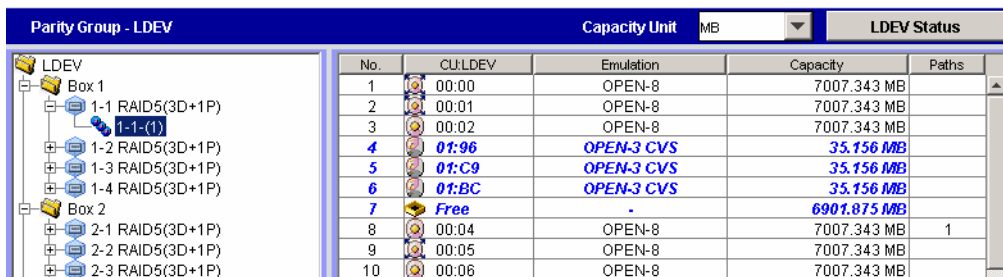 Parity Group - LDEV Capacity Unit MB LDEV Status
LDEV
Box 1
1-1 RAID5(3D+1P)
1-1-(1)
1-2 RAID5(3D+1P)
1-3 RAID5(3D+1P)
1-4 RAID5(3D+1P)
Box 2
2-1 RAID5(3D+1P)
2-2 RAID5(3D+1P)
2-3 RAID5(3D+1P)
No. CU:LDEV Emulation Capacity Paths
1 00:00 OPEN-8 7007.343 MB
2 00:01 OPEN-8 7007.343 MB
3 00:02 OPEN-8 7007.343 MB
4 01:96 OPEN-3 CVS 35.156 MB
5 01:C9 OPEN-3 CVS 35.156 MB
6 01:BC OPEN-3 CVS 35.156 MB
7 Free - 6901.875 MB
8 00:04 OPEN-8 7007.343 MB 1
9 00:05 OPEN-8 7007.343 MB
10 00:06 OPEN-8 7007.343 MB